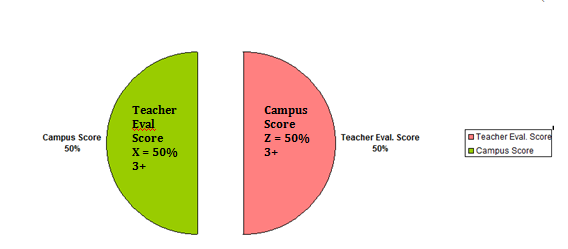 Teacher
Eval
Score
X = 50%
3+
Campus
Score
Z = 50%
3+
Campus Score
50%
Teacher Eval. Score
50%
Teacher Eval. Score
Campus Score